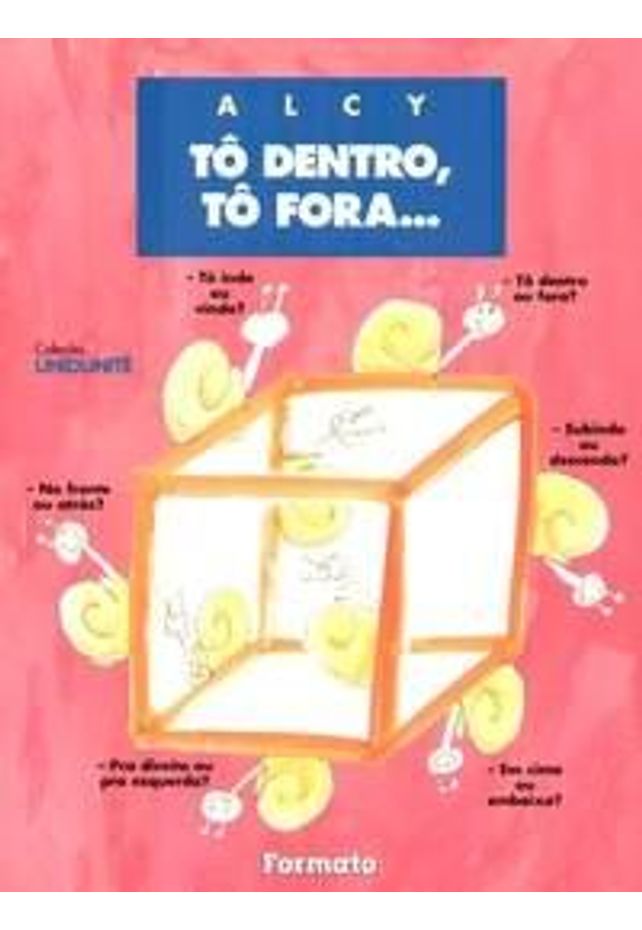 ALCY
TÔ DENTRO,
TÔ FORA...
- Tô indo
ou
vindo?
- Tô dentro
ou fora?
Coleção
UNIDUNITÊ
- Subindo
ou
descendo?
- Na frente
ou atrás?
- Pra direita ou
pra esquerda?
- Em cima
ou
embaixo?
Formato